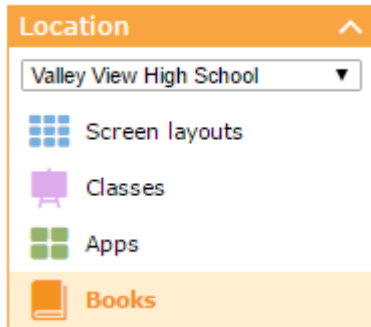 Location
Valley View High School
Screen layouts
Classes
Apps
Books